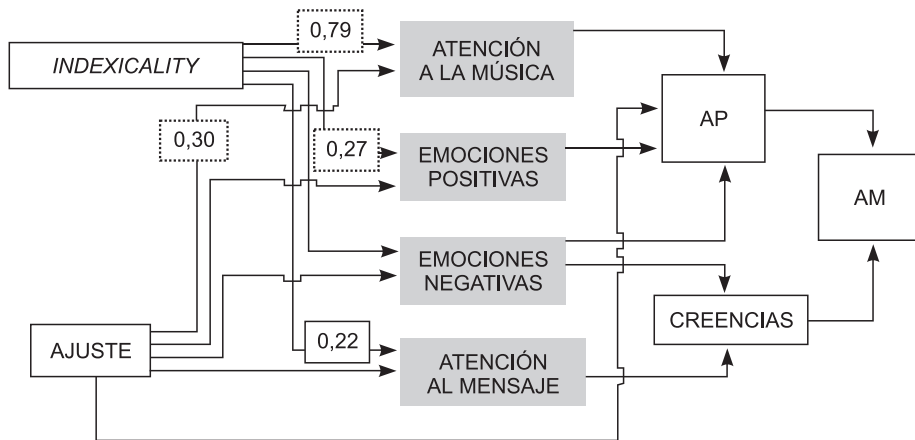 0,79
INDEXICALITY
ATENCIÓN
A LA MÚSICA
AP
0,30
0,27
EMOCIONES
POSITIVAS
AM
EMOCIONES
NEGATIVAS
CREENCIAS
0,22
AJUSTE
ATENCIÓN
AL MENSAJE